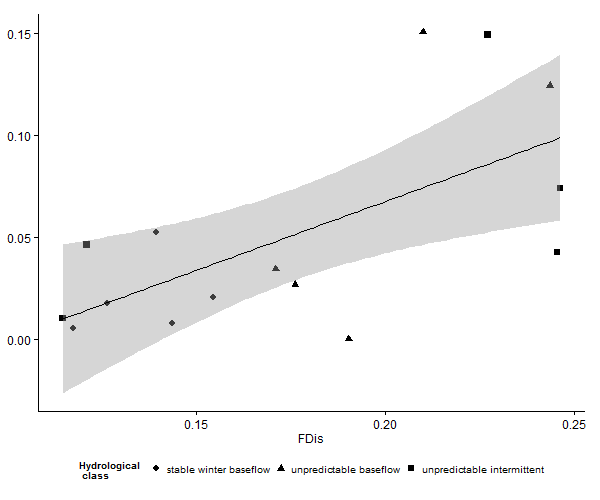 0.15
0.10
0.05
0.00
0.15 0.20 0.25
FDis
Hydrological
class
stable winter baseflow unpredictable baseflow unpredictable intermittent